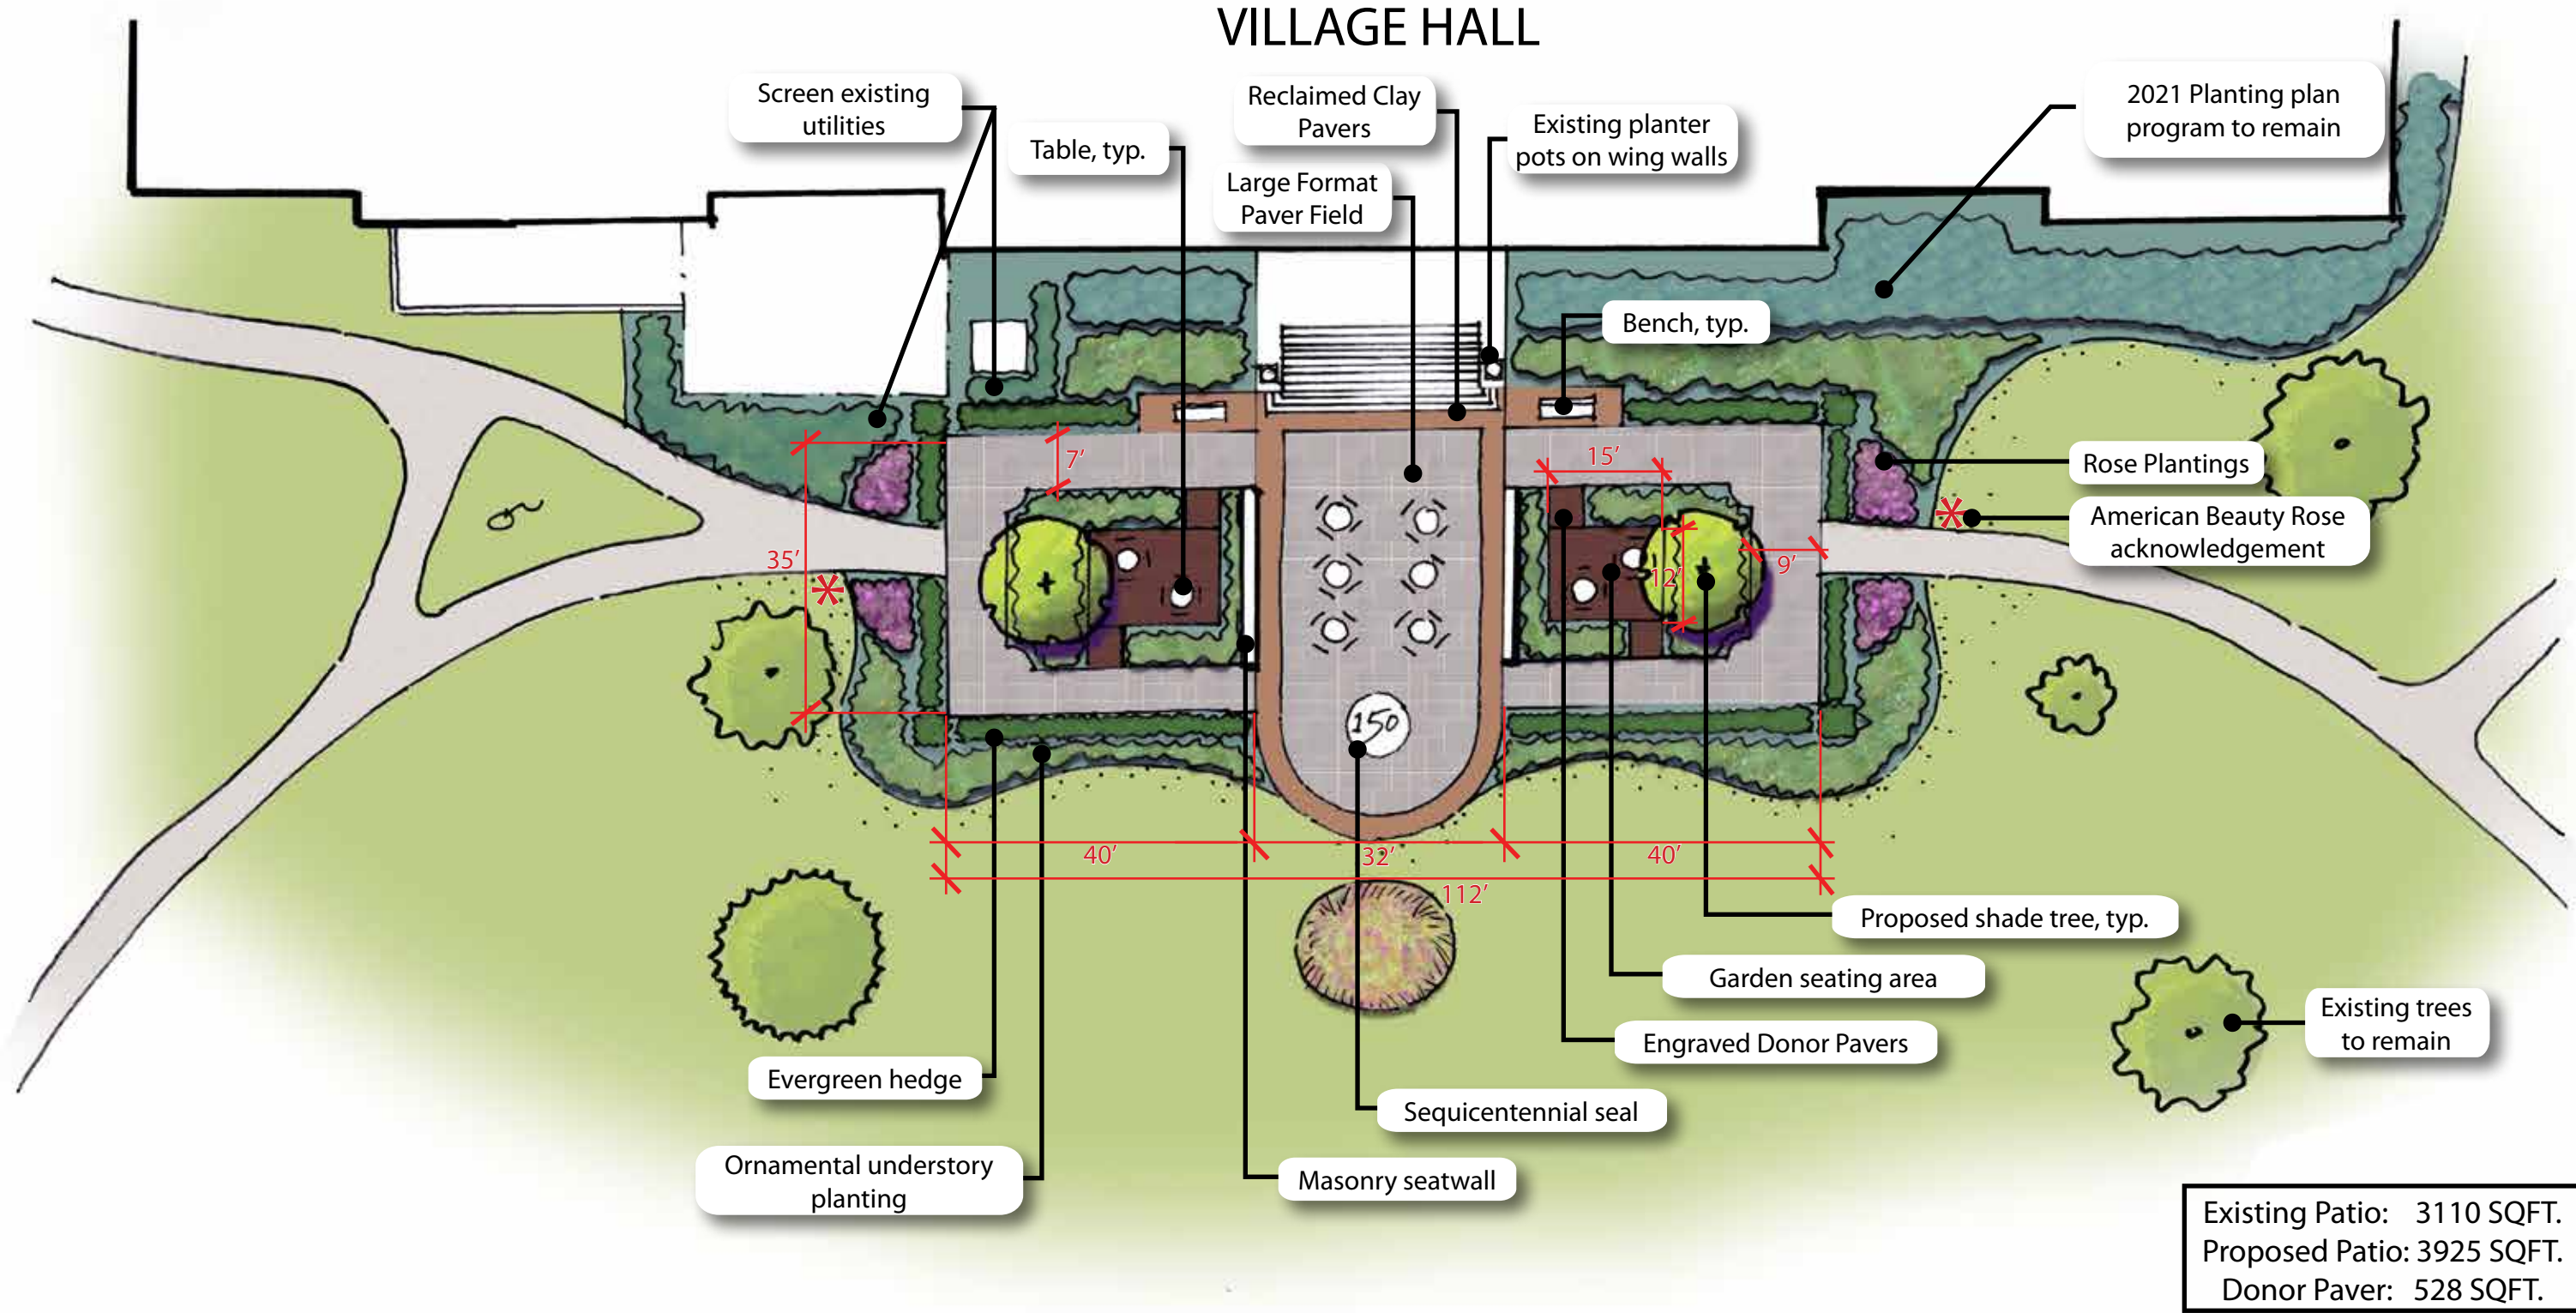 VILLAGE HALL
Screen existing
utilities
Table, typ.
Reclaimed Clay
Pavers
Large Format
Paver Field
Existing planter
pots on wing walls
2021 Planting plan
program to remain
Bench, typ.
Rose Plantings
American Beauty Rose
acknowledgement
7’
15’
35’
12’
9’
150
40’
32’
40’
112’
Proposed shade tree, typ.
Garden seating area
Engraved Donor Pavers
Existing trees
to remain
Evergreen hedge
Sequicentennial seal
Ornamental understory
planting
Masonry seatwall
Existing Patio: 3110 SQFT.
Proposed Patio: 3925 SQFT.
Donor Paver: 528 SQFT.